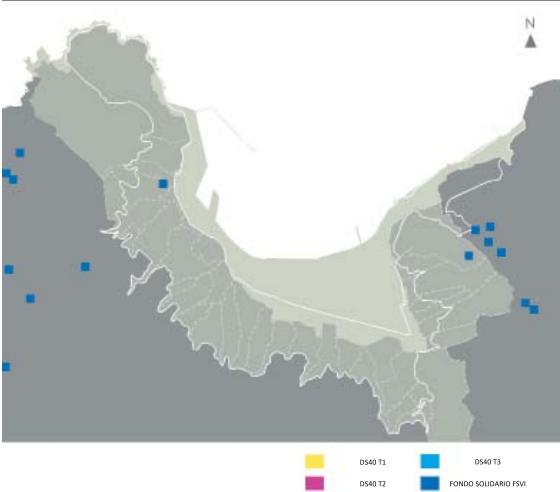 N
DS40 T1
DS40 T3
DS40 T2
FONDO SOLIDARIO FSVI